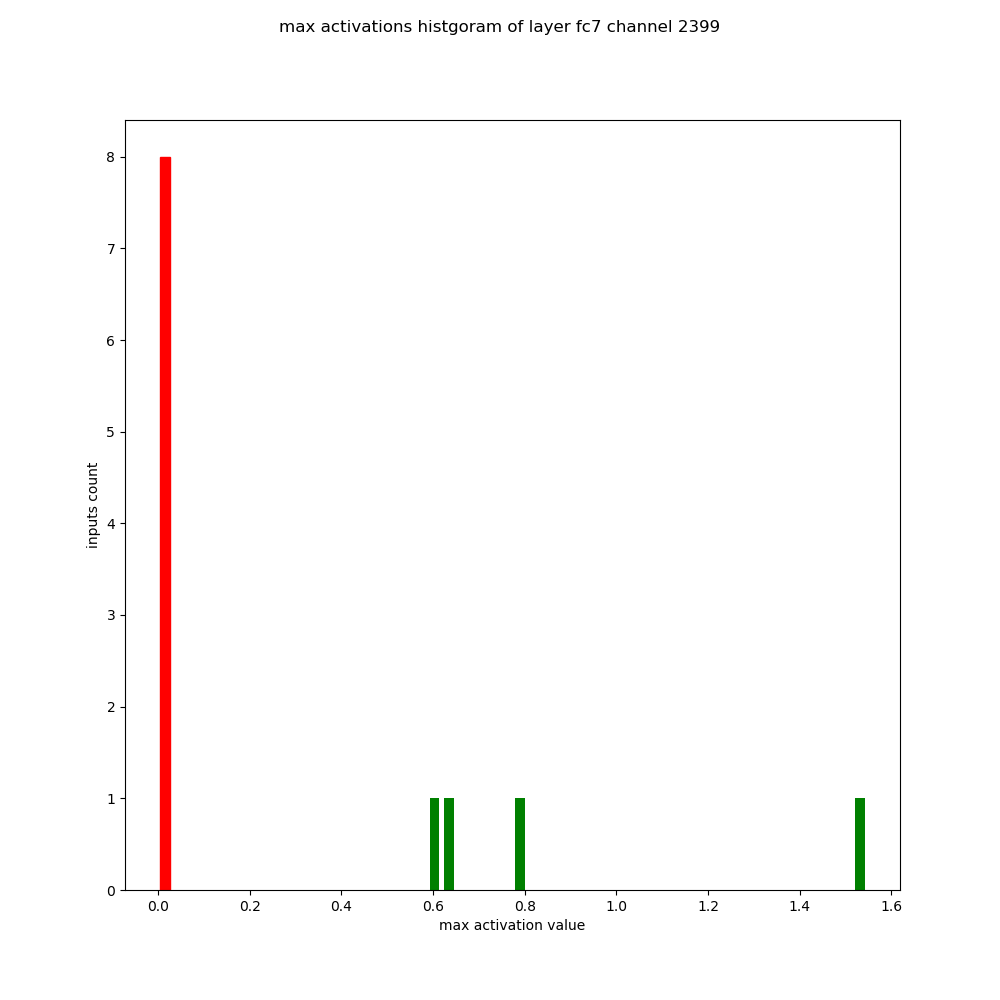 max activations histgoram of layer fc7 channel 2399
8
7
6
5
4
3
2
1
0
inputs count
0.0 0.2 0.4 0.6 0.8 1.0 1.2 1.4 1.6
max activation value